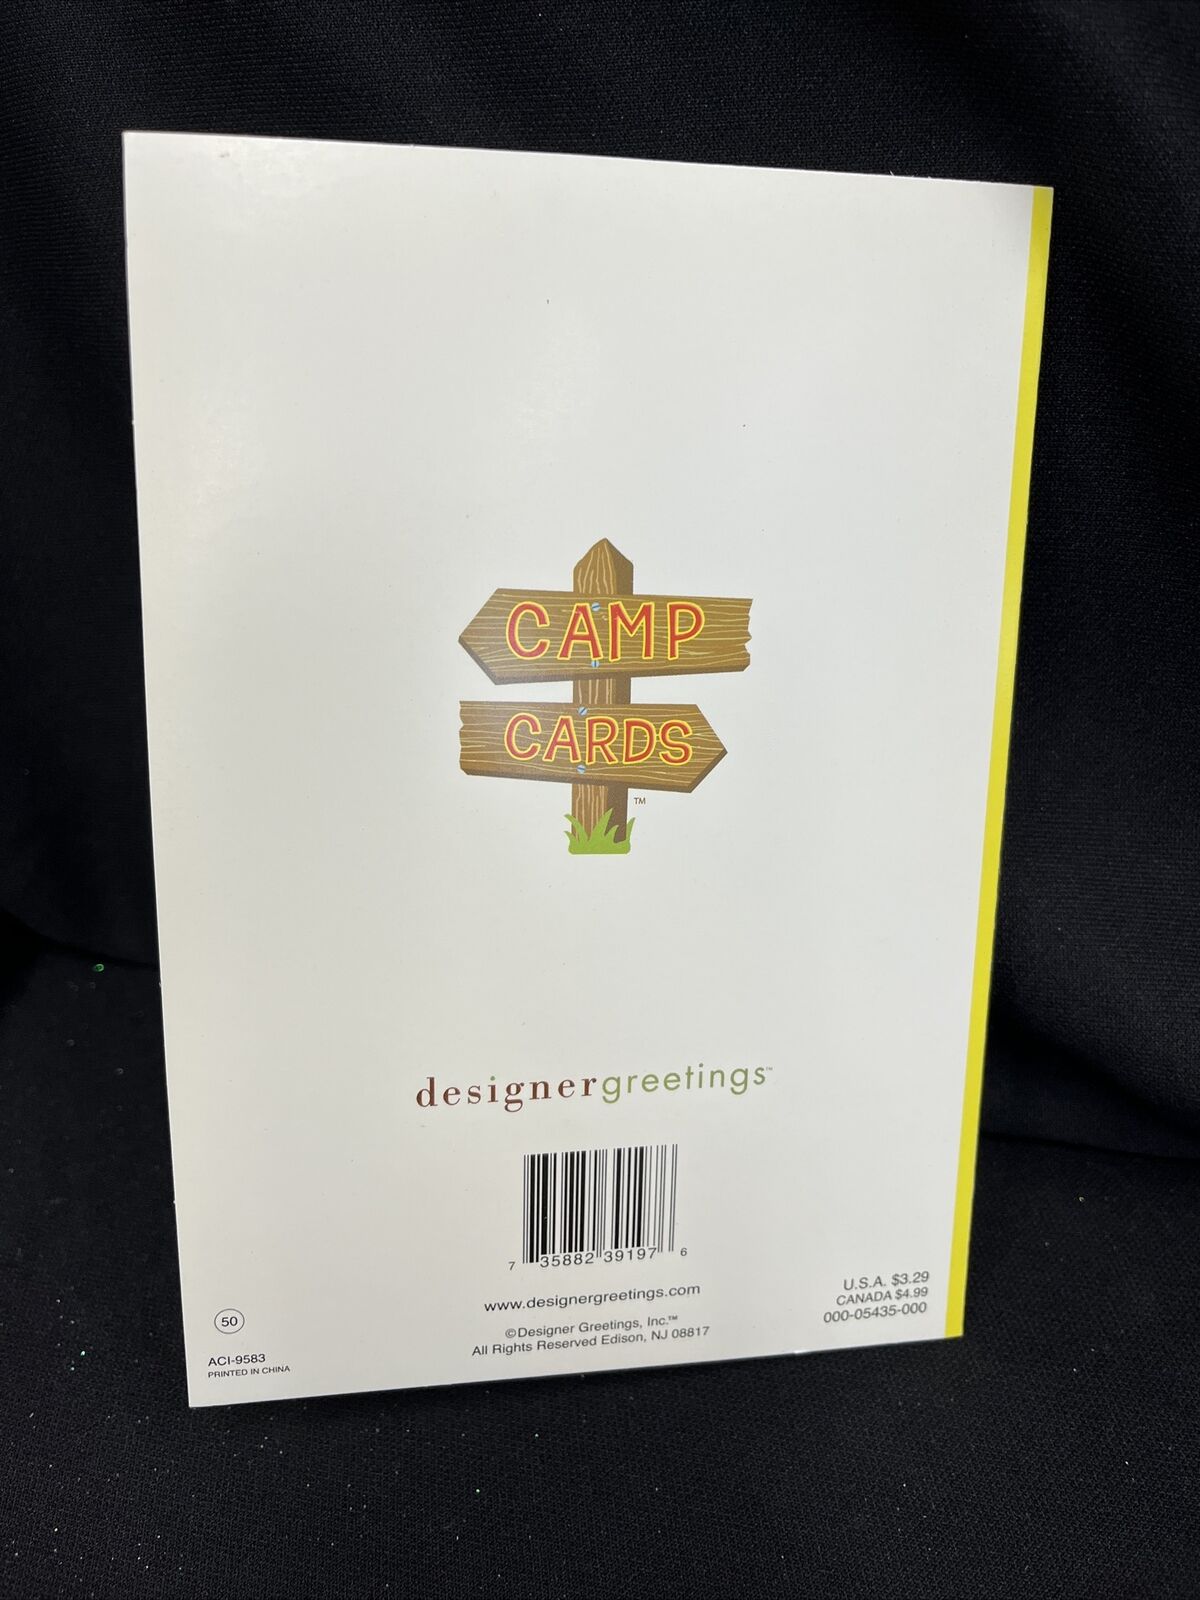 CAMP
CARDS
TM
designergreetings™
7 35882 39197 6
www.designergreetings.com
©Designer Greetings, Inc.™
All Rights Reserved Edison, NJ 08817
U.S.A. $3.29
CANADA $4.99
000-05435-000
50
ACI-9583
PRINTED IN CHINA